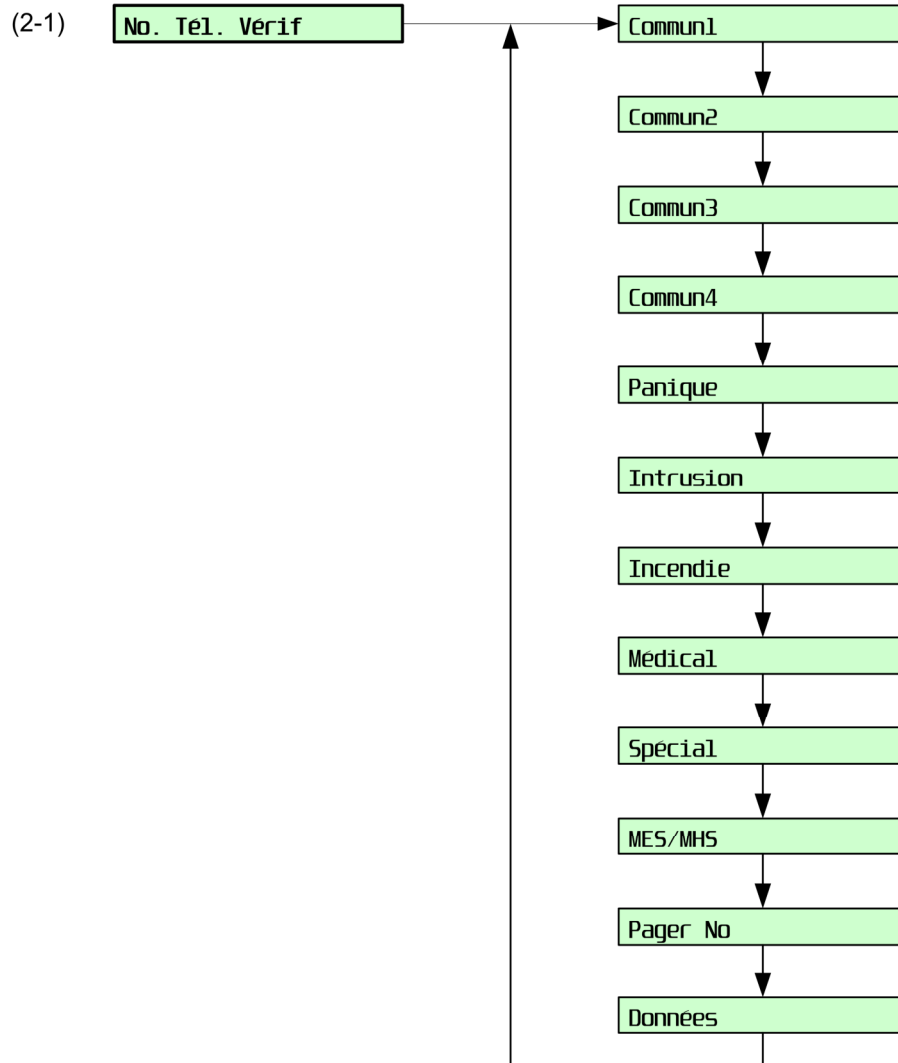 (2-1)
No. Tél. Vérif
Commun1
Commun2
Commun3
Commun4
Panique
Intrusion
Incendie
Médical
Spécial
MES/MHS
Pager No
Données